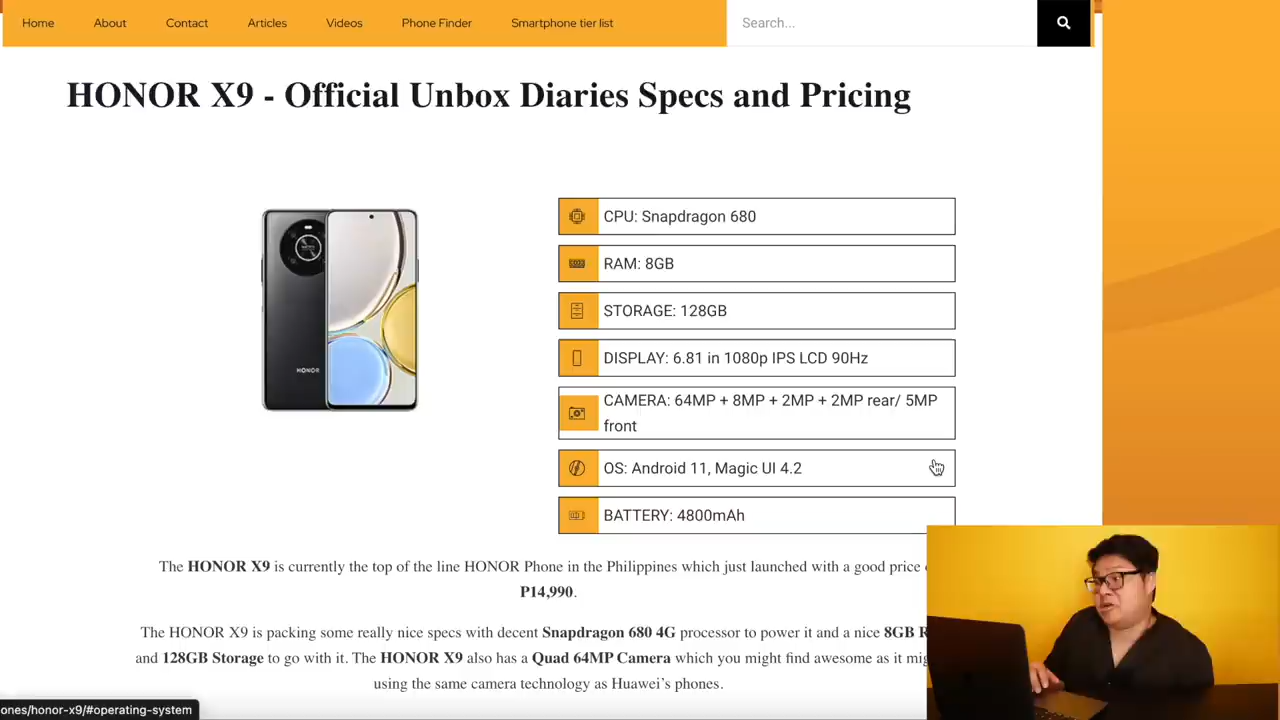 Home About Contact Articles Videos Phone Finder Smartphone tier list Search...
HONOR X9 - Official Unbox Diaries Specs and Pricing
CPU: Snapdragon 680
RAM: 8GB
STORAGE: 128GB
DISPLAY: 6.81 in 1080p IPS LCD 90Hz
CAMERA: 64MP + 8MP + 2MP + 2MP rear/ 5MP
front
OS: Android 11, Magic UI 4.2
BATTERY: 4800mAh
HONOR
The HONOR X9 is currently the top of the line HONOR Phone in the Philippines which just launched with a good price
P14,990.
The HONOR X9 is packing some really nice specs with decent Snapdragon 680 4G processor to power it and a nice 8GB
and 128GB Storage to go with it. The HONOR X9 also has a Quad 64MP Camera which you might find awesome as it
using the same camera technology as Huawei's phones.
ones/honor-x9/#operating-system